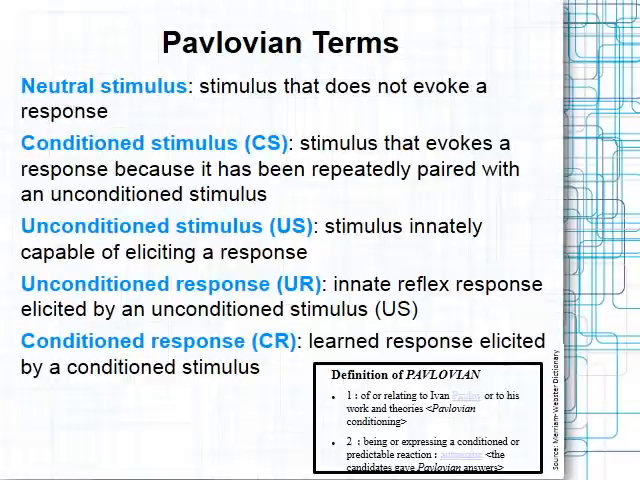 Pavlovian Terms
Neutral stimulus: stimulus that does not evoke a
response
Conditioned stimulus (CS): stimulus that evokes a
response because it has been repeatedly paired with
an unconditioned stimulus
Unconditioned stimulus (US): stimulus innately
capable of eliciting a response
Unconditioned response (UR): innate reflex response
elicited by an unconditioned stimulus (US)
Conditioned response (CR): learned response elicited
by a conditioned stimulus
Definition of PAVLOVIAN
• 1 : of or relating to Ivan Pavlov or to his
work and theories <Pavlovian
conditioning>
• 2 : being or expressing a conditioned or
predictable reaction : automatic <the
candidates gave Pavlovian answers>
Source: Merriam-Webster Dictionary